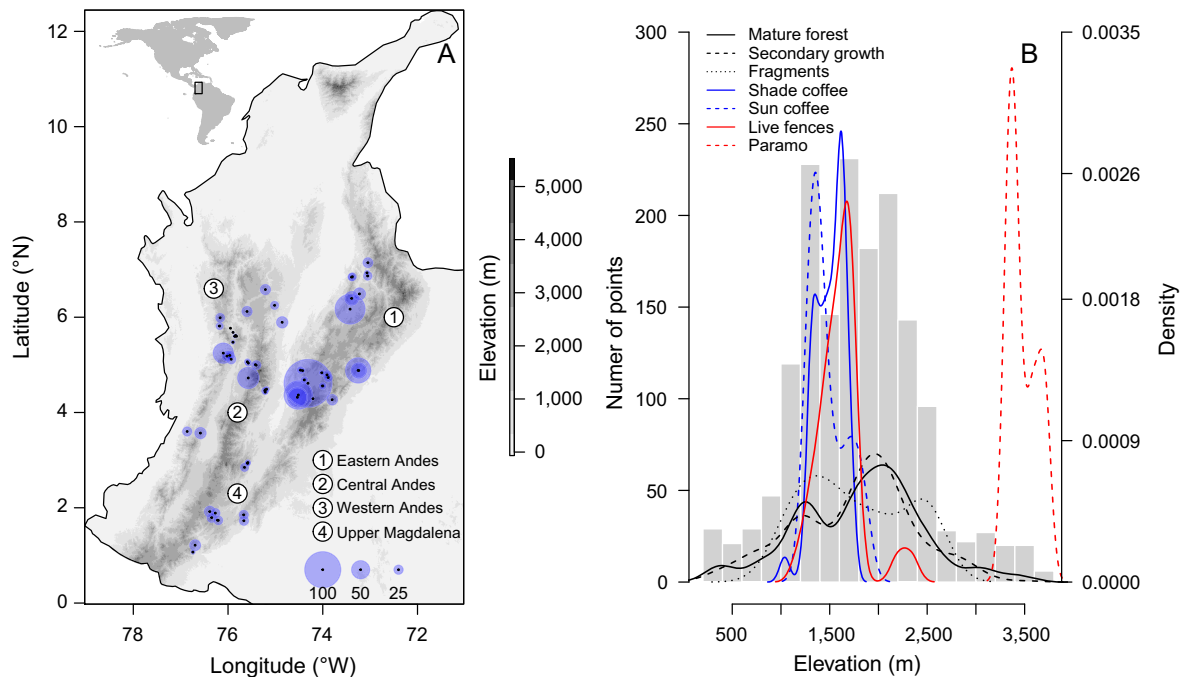 A
12
10
8
6
4
2
0
Latitude (°N)
78
76
74
72
Longitude (°W)
3
1
2
4
1 Eastern Andes
2 Central Andes
3 Western Andes
4 Upper Magdalena
100 50 25
Elevation (m)
5,000
4,000
3,000
2,000
1,000
0
B
Mature forest
Secondary growth
Fragments
Shade coffee
Sun coffee
Live fences
Paramo
300
250
200
150
100
50
0
Numer of points
0.0035
0.0026
0.0018
0.0009
0.0000
Density
500
1,500
2,500
3,500
Elevation (m)